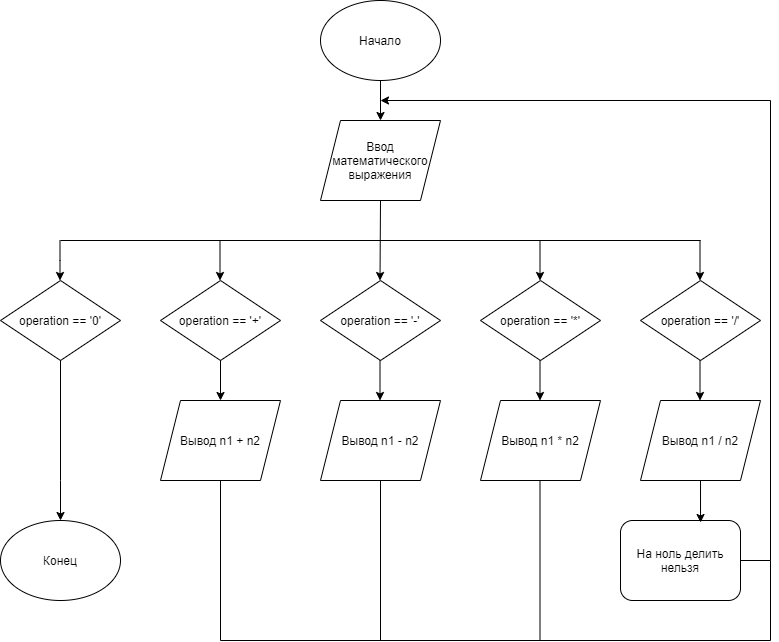 Начало
Ввод
математического
выражения
operation == '0'
operation == '+'
operation == '-'
operation == '*'
operation == '/'
Вывод n1 + n2
Вывод n1 - n2
Вывод n1 * n2
Вывод n1 / n2
Конец
На ноль делить
нельзя